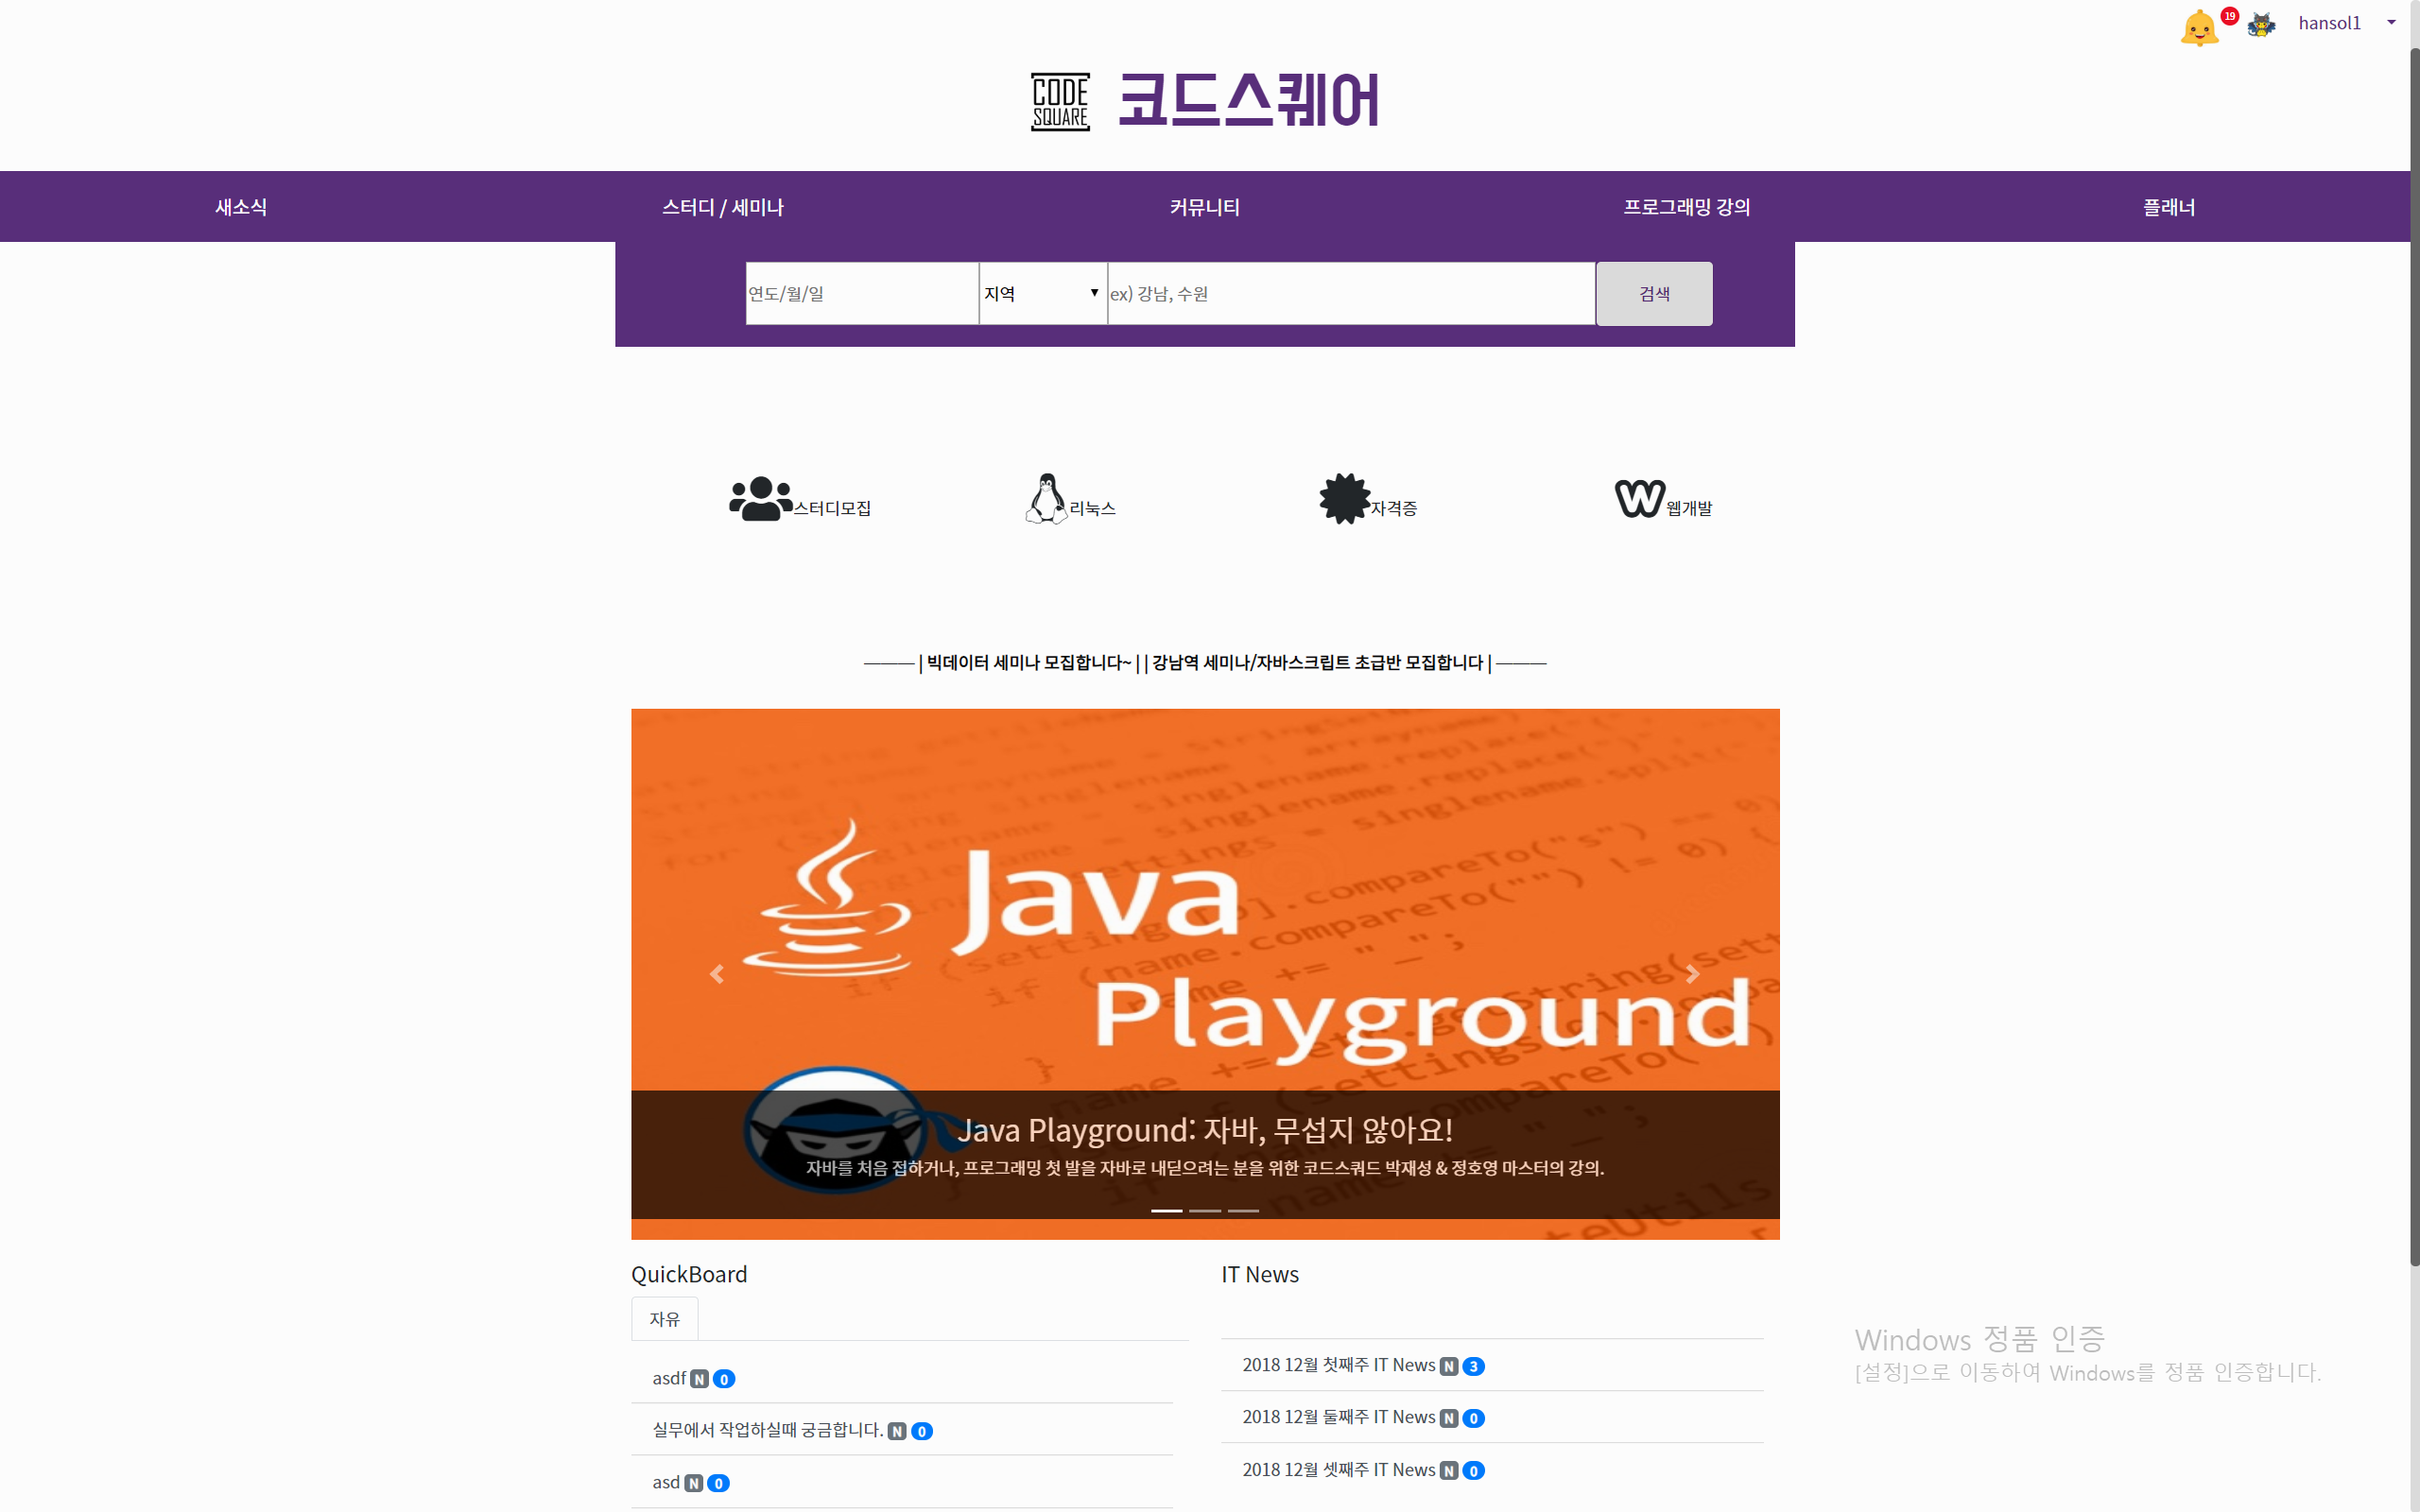 19
hansol1
CODE
SQUARE
코드스퀘어
새소식
스터디 / 세미나
커뮤니티
프로그래밍 강의
플래너
연도/월/일
지역
ex) 강남, 수원
검색
스터디모집
리눅스
자격증
웹개발
——— | 빅데이터 세미나 모집합니다~ | | 강남역 세미나/자바스크립트 초급반 모집합니다 | ———
Java
Playground
Java Playground: 자바, 무섭지 않아요!
자바를 처음 접하거나, 프로그래밍 첫 발을 자바로 내딛으려는 분을 위한 코드스쿼드 박재성 & 정호영 마스터의 강의.
QuickBoard
자유
asdf N 0
실무에서 작업하실때 궁금합니다. N 0
asd N 0
IT News
2018 12월 첫째주 IT News N 3
2018 12월 둘째주 IT News N 0
2018 12월 셋째주 IT News N 0
Windows 정품 인증
[설정]으로 이동하여 Windows를 정품 인증합니다.